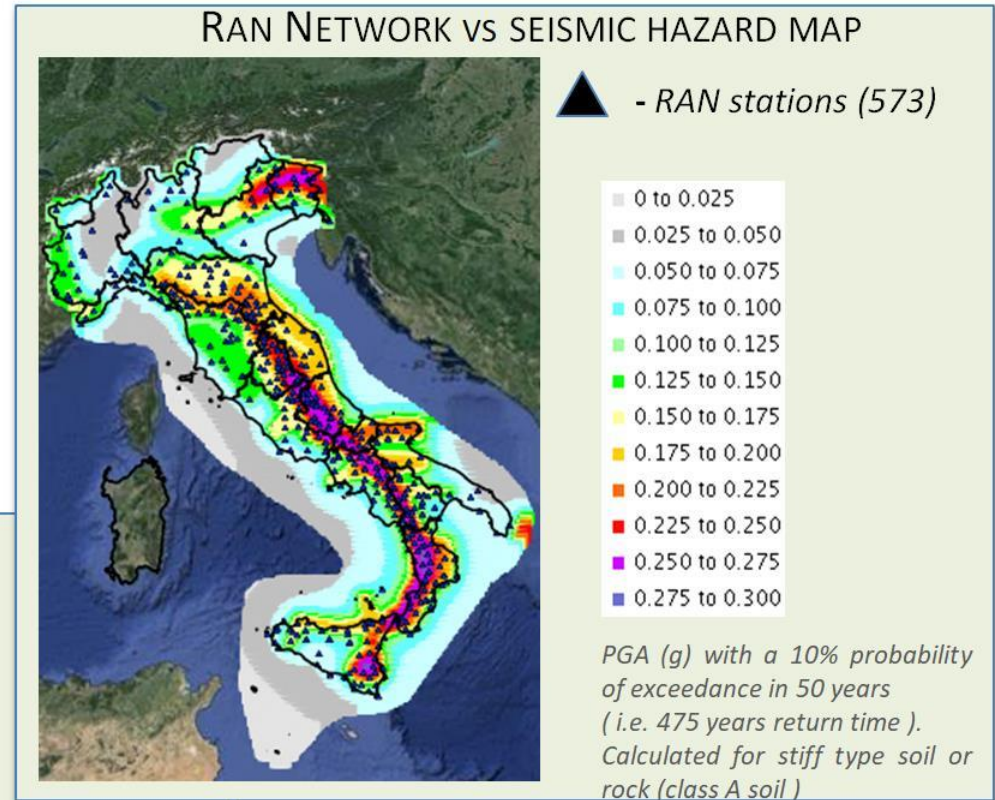 RAN NETWORK VS SEISMIC HAZARD MAP
- RAN stations (573)
0 to 0.025
0.025 to 0.050
0.050 to 0.075
0.075 to 0.100
0.100 to 0.125
0.125 to 0.150
0.150 to 0.175
0.175 to 0.200
0.200 to 0.225
0.225 to 0.250
0.250 to 0.275
0.275 to 0.300
PGA (g) with a 10% probability
of exceedance in 50 years
( i.e. 475 years return time ).
Calculated for stiff type soil or
rock (class A soil )